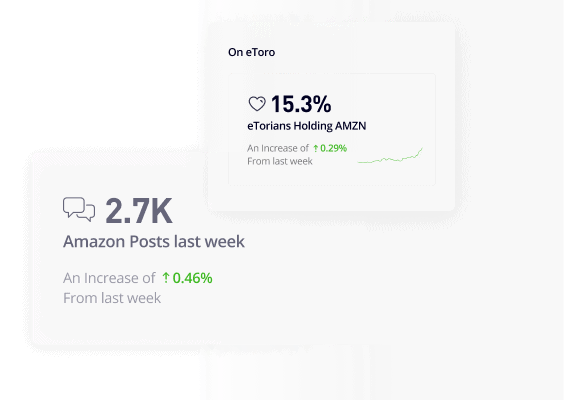 On eToro
15.3%
eTorians Holding AMZN
An Increase of ↑ 0.29%
From last week
2.7K
Amazon Posts last week
An Increase of ↑ 0.46%
From last week